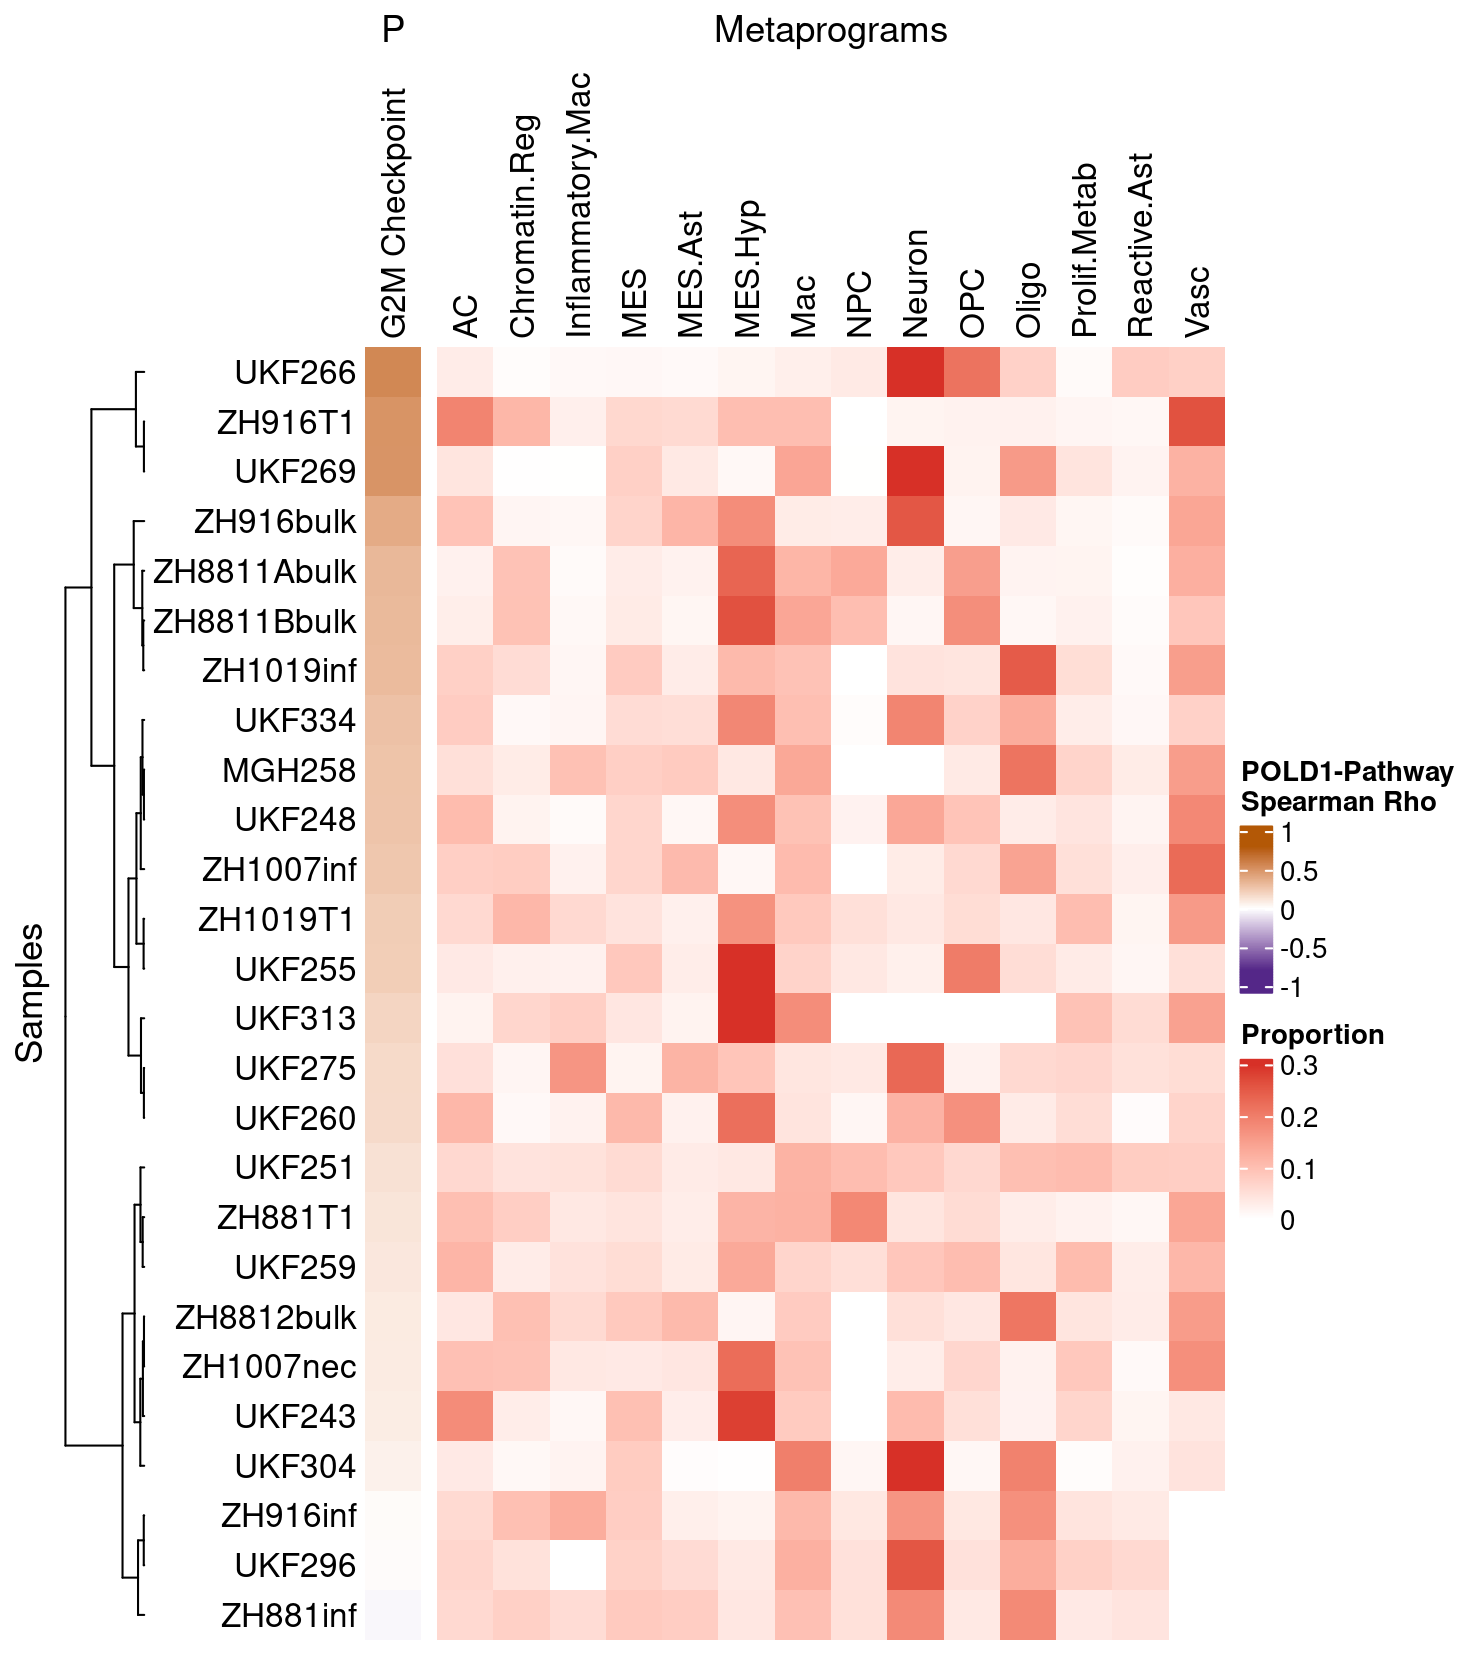 P
Metaprograms
G2M Checkpoint
AC
Chromatin.Reg
Inflammatory.Mac
MES
MES.Ast
MES.Hyp
Mac
NPC
Neuron
OPC
Oligo
Prolif.Metab
Reactive.Ast
Vasc
Samples
UKF266
ZH916T1
UKF269
ZH916bulk
ZH8811Abulk
ZH8811Bbulk
ZH1019inf
UKF334
MGH258
UKF248
ZH1007inf
ZH1019T1
UKF255
UKF313
UKF275
UKF260
UKF251
ZH881T1
UKF259
ZH8812bulk
ZH1007nec
UKF243
UKF304
ZH916inf
UKF296
ZH881inf
POLD1-Pathway
Spearman Rho
1
0.5
0
-0.5
-1
Proportion
0.3
0.2
0.1
0